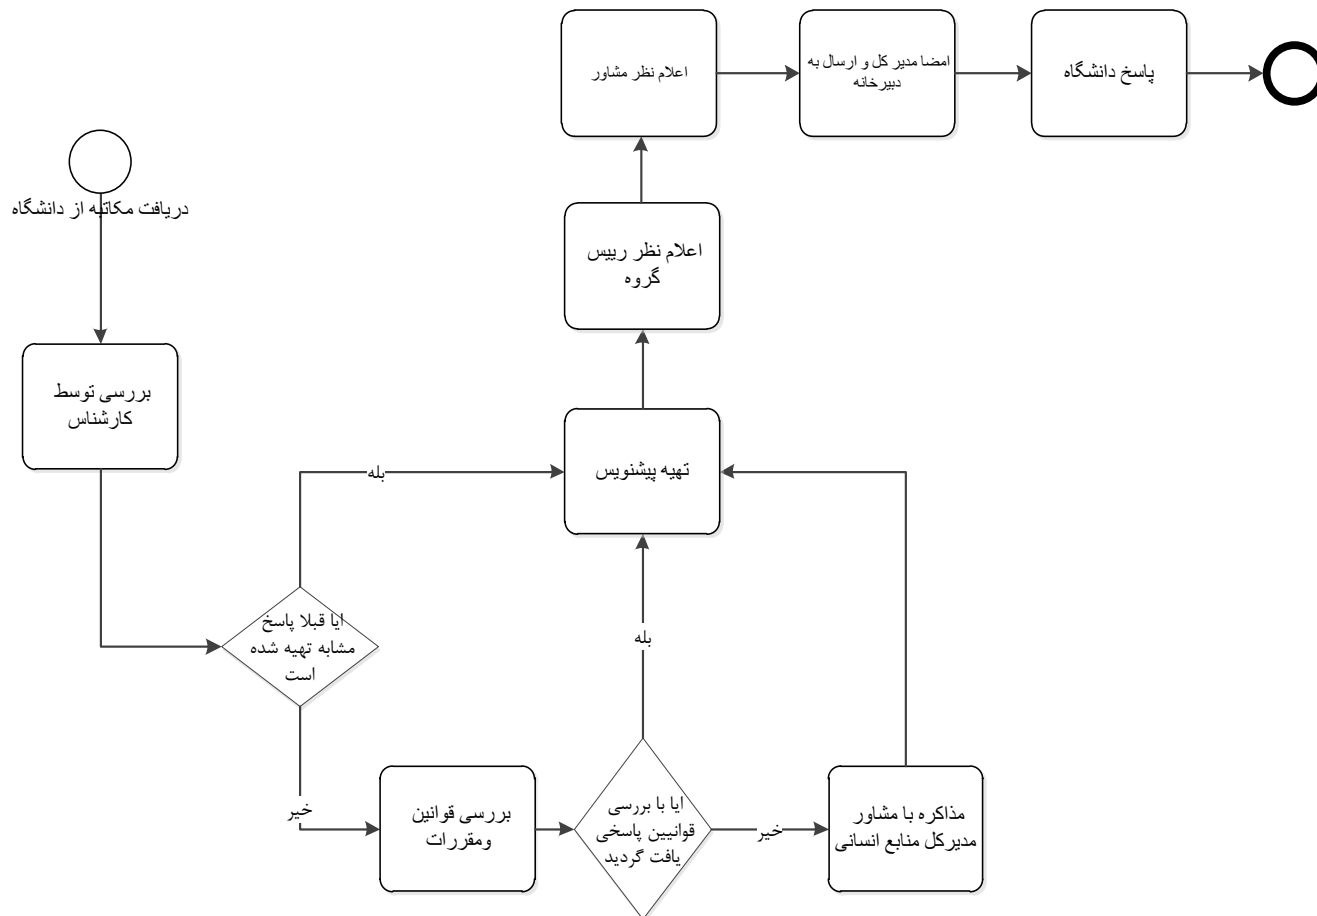 دریافت مکاتبه از دانشگاه
بررسی توسط
کارشناس
ایا قبلا پاسخ
مشابه تهیه شده
است
بله
خیر
بررسی قوانین
ومقررات
ایا با بررسی
قوانیین پاسخی
یافت گردید
بله
خیر
مذاکره با مشاور
مدیرکل منابع انسانی
تهیه پیشنویس
اعلام نظر رییس
گروه
اعلام نظر مشاور
امضا مدیر کل و ارسال به
دبیرخانه
پاسخ دانشگاه